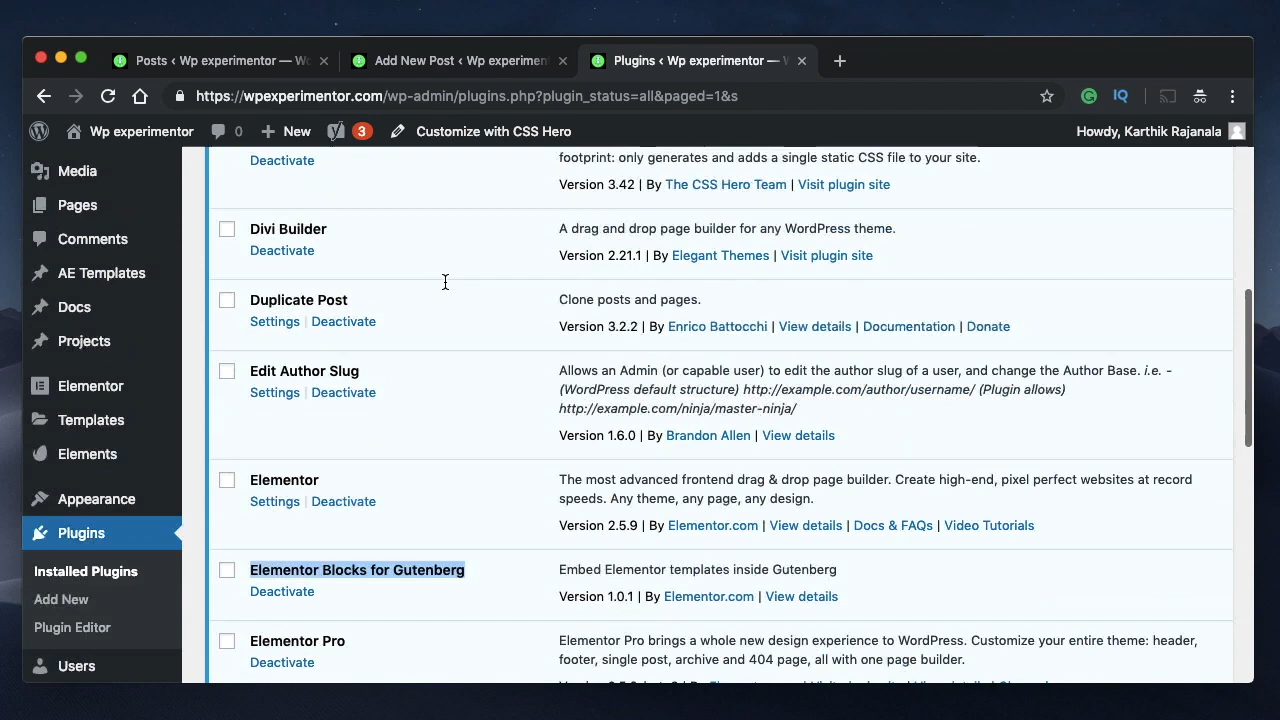 Posts ‹ Wp experimentor — W
Add New Post ‹ Wp experimen
Plugins ‹ Wp experimentor —
https://wpexperimentor.com/wp-admin/plugins.php?plugin_status=all&paged=1&s
Wp experimentor 0 New 3 Customize with CSS Hero Howdy, Karthik Rajanala
Media
Pages
Comments
AE Templates
Docs
Projects
Elementor
Templates
Elements
Appearance
Plugins
Installed Plugins
Add New
Plugin Editor
Users
Deactivate
footprint: only generates and adds a single static CSS file to your site.
Version 3.42 | By The CSS Hero Team | Visit plugin site
Divi Builder
Deactivate
A drag and drop page builder for any WordPress theme.
Version 2.21.1 | By Elegant Themes | Visit plugin site
Duplicate Post
Settings | Deactivate
Clone posts and pages.
Version 3.2.2 | By Enrico Battocchi | View details | Documentation | Donate
Edit Author Slug
Settings | Deactivate
Allows an Admin (or capable user) to edit the author slug of a user, and change the Author Base. i.e. -
(WordPress default structure) http://example.com/author/username/ (Plugin allows)
http://example.com/ninja/master-ninja/
Version 1.6.0 | By Brandon Allen | View details
Elementor
Settings | Deactivate
The most advanced frontend drag & drop page builder. Create high-end, pixel perfect websites at record
speeds. Any theme, any page, any design.
Version 2.5.9 | By Elementor.com | View details | Docs & FAQs | Video Tutorials
Elementor Blocks for Gutenberg
Deactivate
Embed Elementor templates inside Gutenberg
Version 1.0.1 | By Elementor.com | View details
Elementor Pro
Deactivate
Elementor Pro brings a whole new design experience to WordPress. Customize your entire theme: header,
footer, single post, archive and 404 page, all with one page builder.